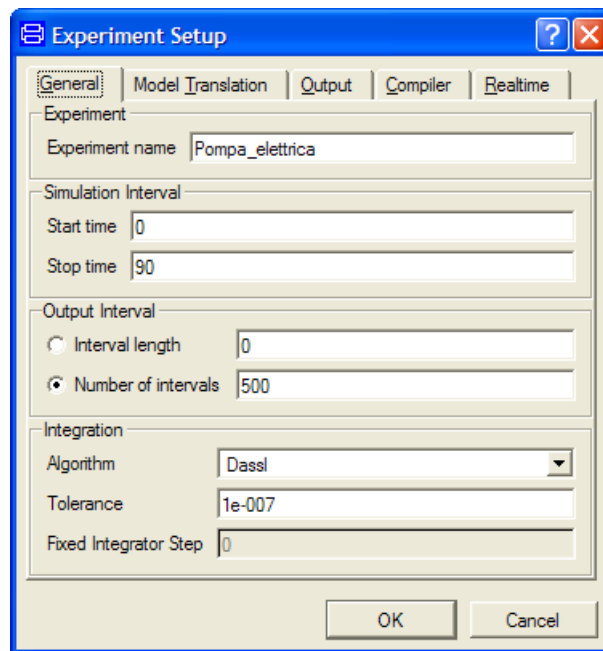 Experiment Setup
General Model Translation Output Compiler Realtime
Experiment
Experiment name Pompa_elettrica
Simulation Interval
Start time 0
Stop time 90
Output Interval
Interval length 0
Number of intervals 500
Integration
Algorithm Dassl
Tolerance 1e-007
Fixed Integrator Step 0
OK Cancel